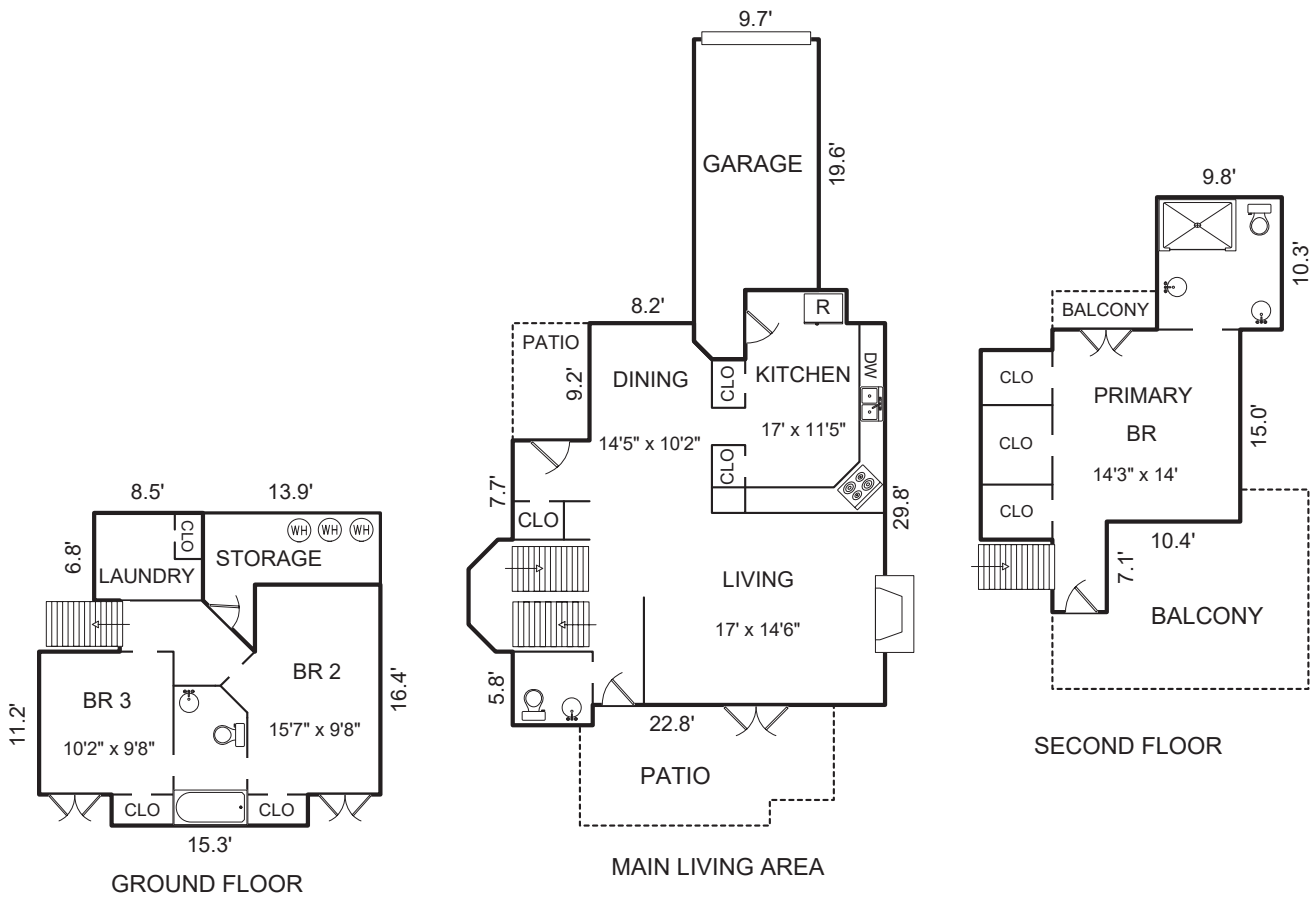 8.5'
13.9'
6.8'
CLO
WH
WH
WH
STORAGE
LAUNDRY
BR 2
15'7" x 9'8"
16.4'
BR 3
10'2" x 9'8"
11.2'
CLO
CLO
15.3'
GROUND FLOOR
9.7'
GARAGE
19.6'
8.2'
R
PATIO
9.2'
DINING
14'5" x 10'2"
CLO
KITCHEN
17' x 11'5"
DW
CLO
7.7'
CLO
29.8'
LIVING
17' x 14'6"
5.8'
22.8'
PATIO
MAIN LIVING AREA
9.8'
10.3'
BALCONY
CLO
CLO
CLO
PRIMARY
BR
14'3" x 14'
15.0'
10.4'
7.1'
BALCONY
SECOND FLOOR